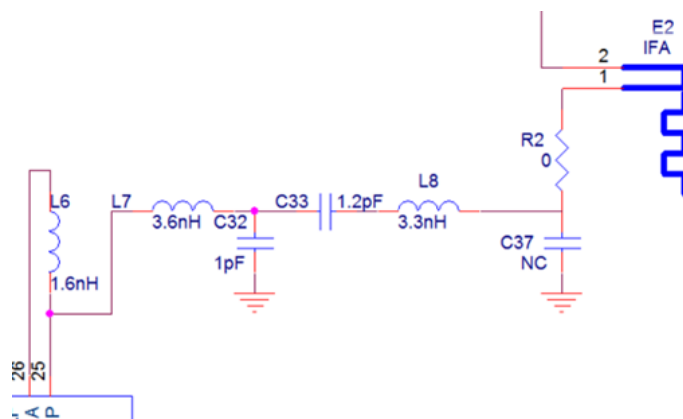 E2
IFA
2
1
R2
0
L6
L7
C33
1.2pF
L8
3.6nH
C32
3.3nH
C37
1pF
NC
1.6nH
26
25
A
P